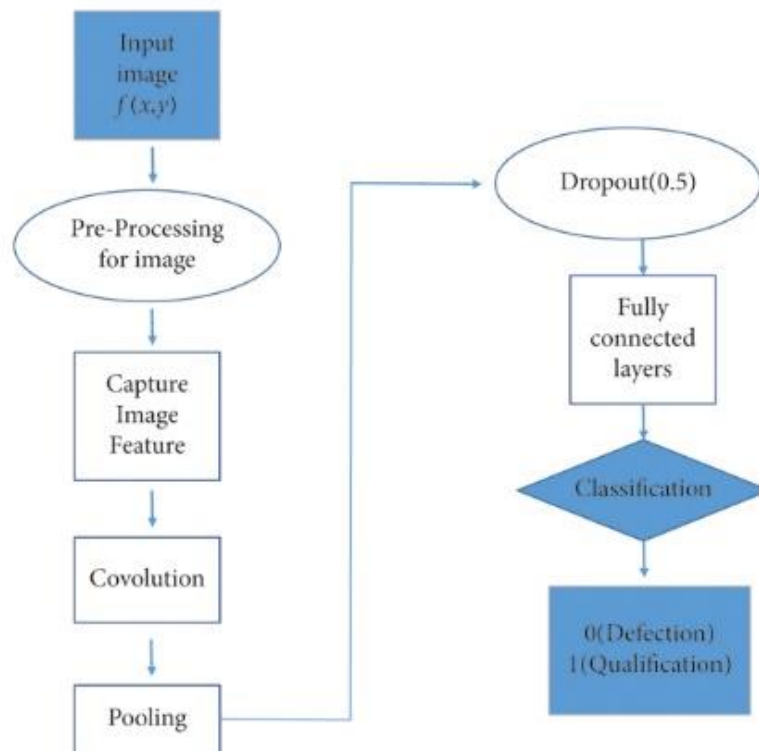 Input
image
f(x,y)
Pre-Processing
for image
Capture
Image
Feature
Covolution
Pooling
Dropout(0.5)
Fully
connected
layers
Classification
0(Defection)
1(Qualification)